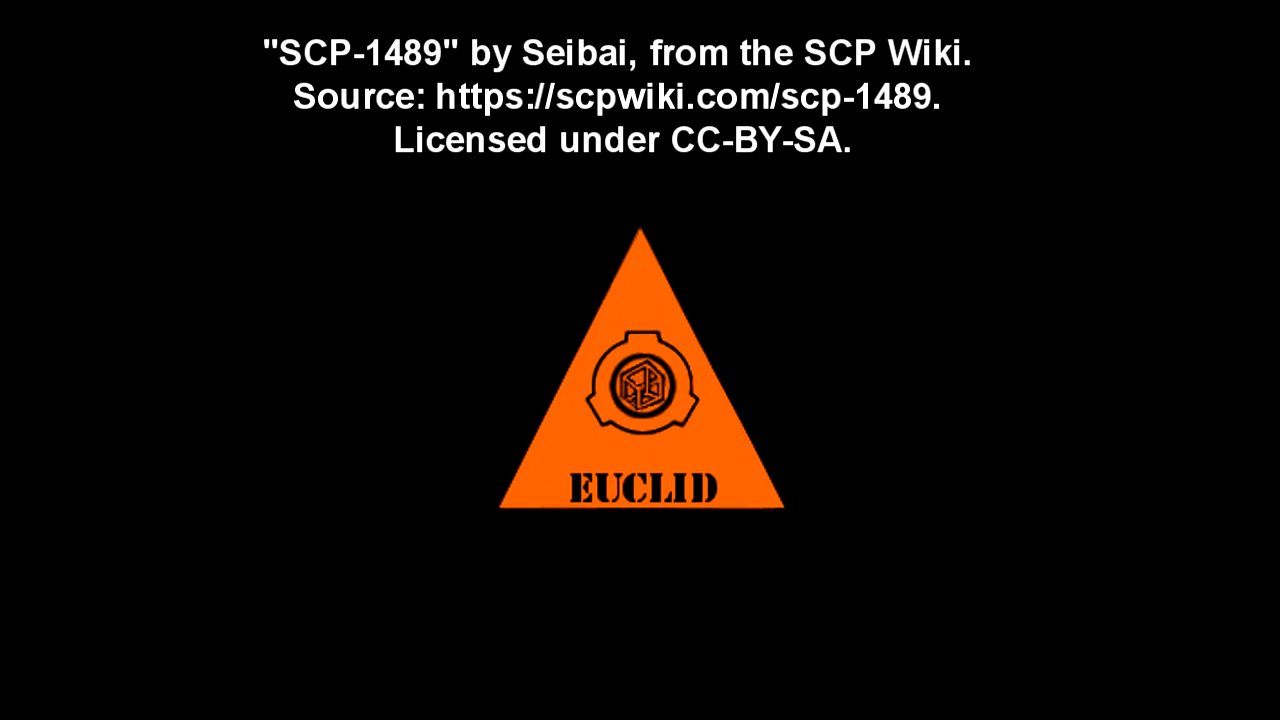 "SCP-1489" by Seibai, from the SCP Wiki.
Source: https://scpwiki.com/scp-1489.
Licensed under CC-BY-SA.
EUCLID